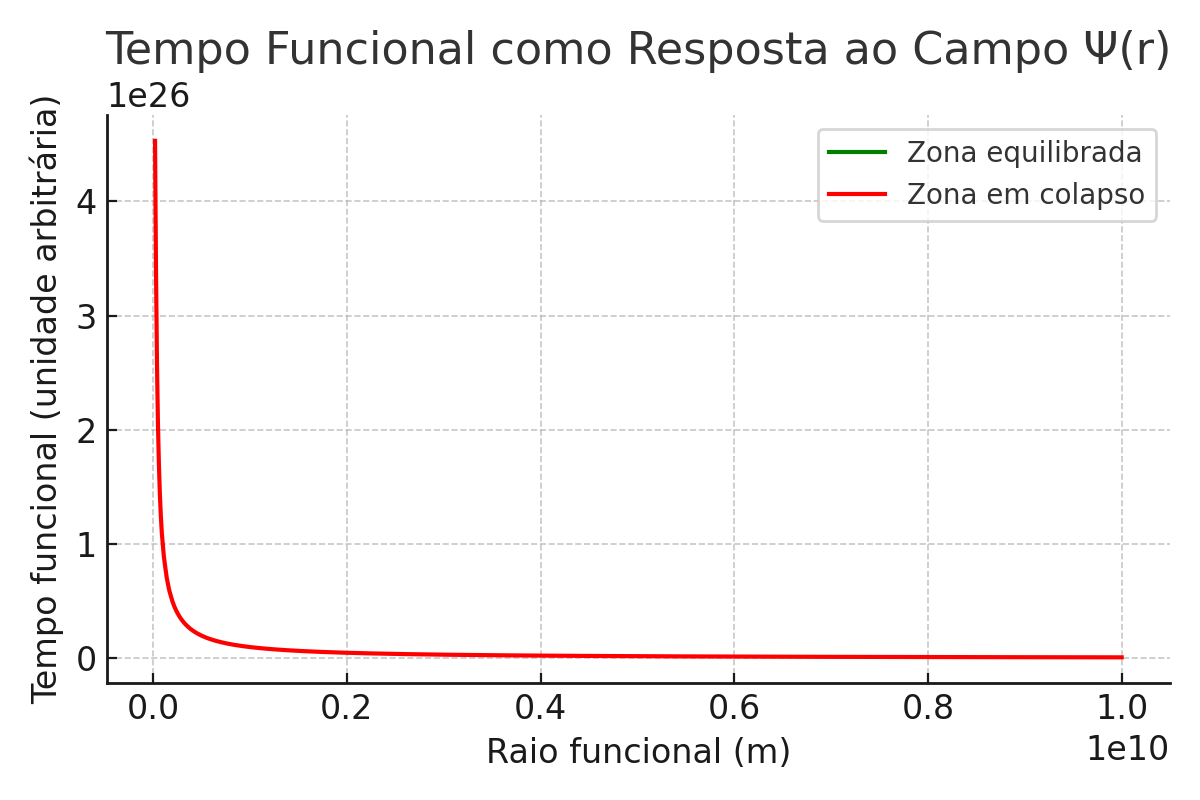 Tempo Funcional como Resposta ao Campo Ψ(r)
1e26
Tempo funcional (unidade arbitrária)
4
3
2
1
0
Zona equilibrada
Zona em colapso
0.0 0.2 0.4 0.6 0.8 1.0
1e10
Raio funcional (m)